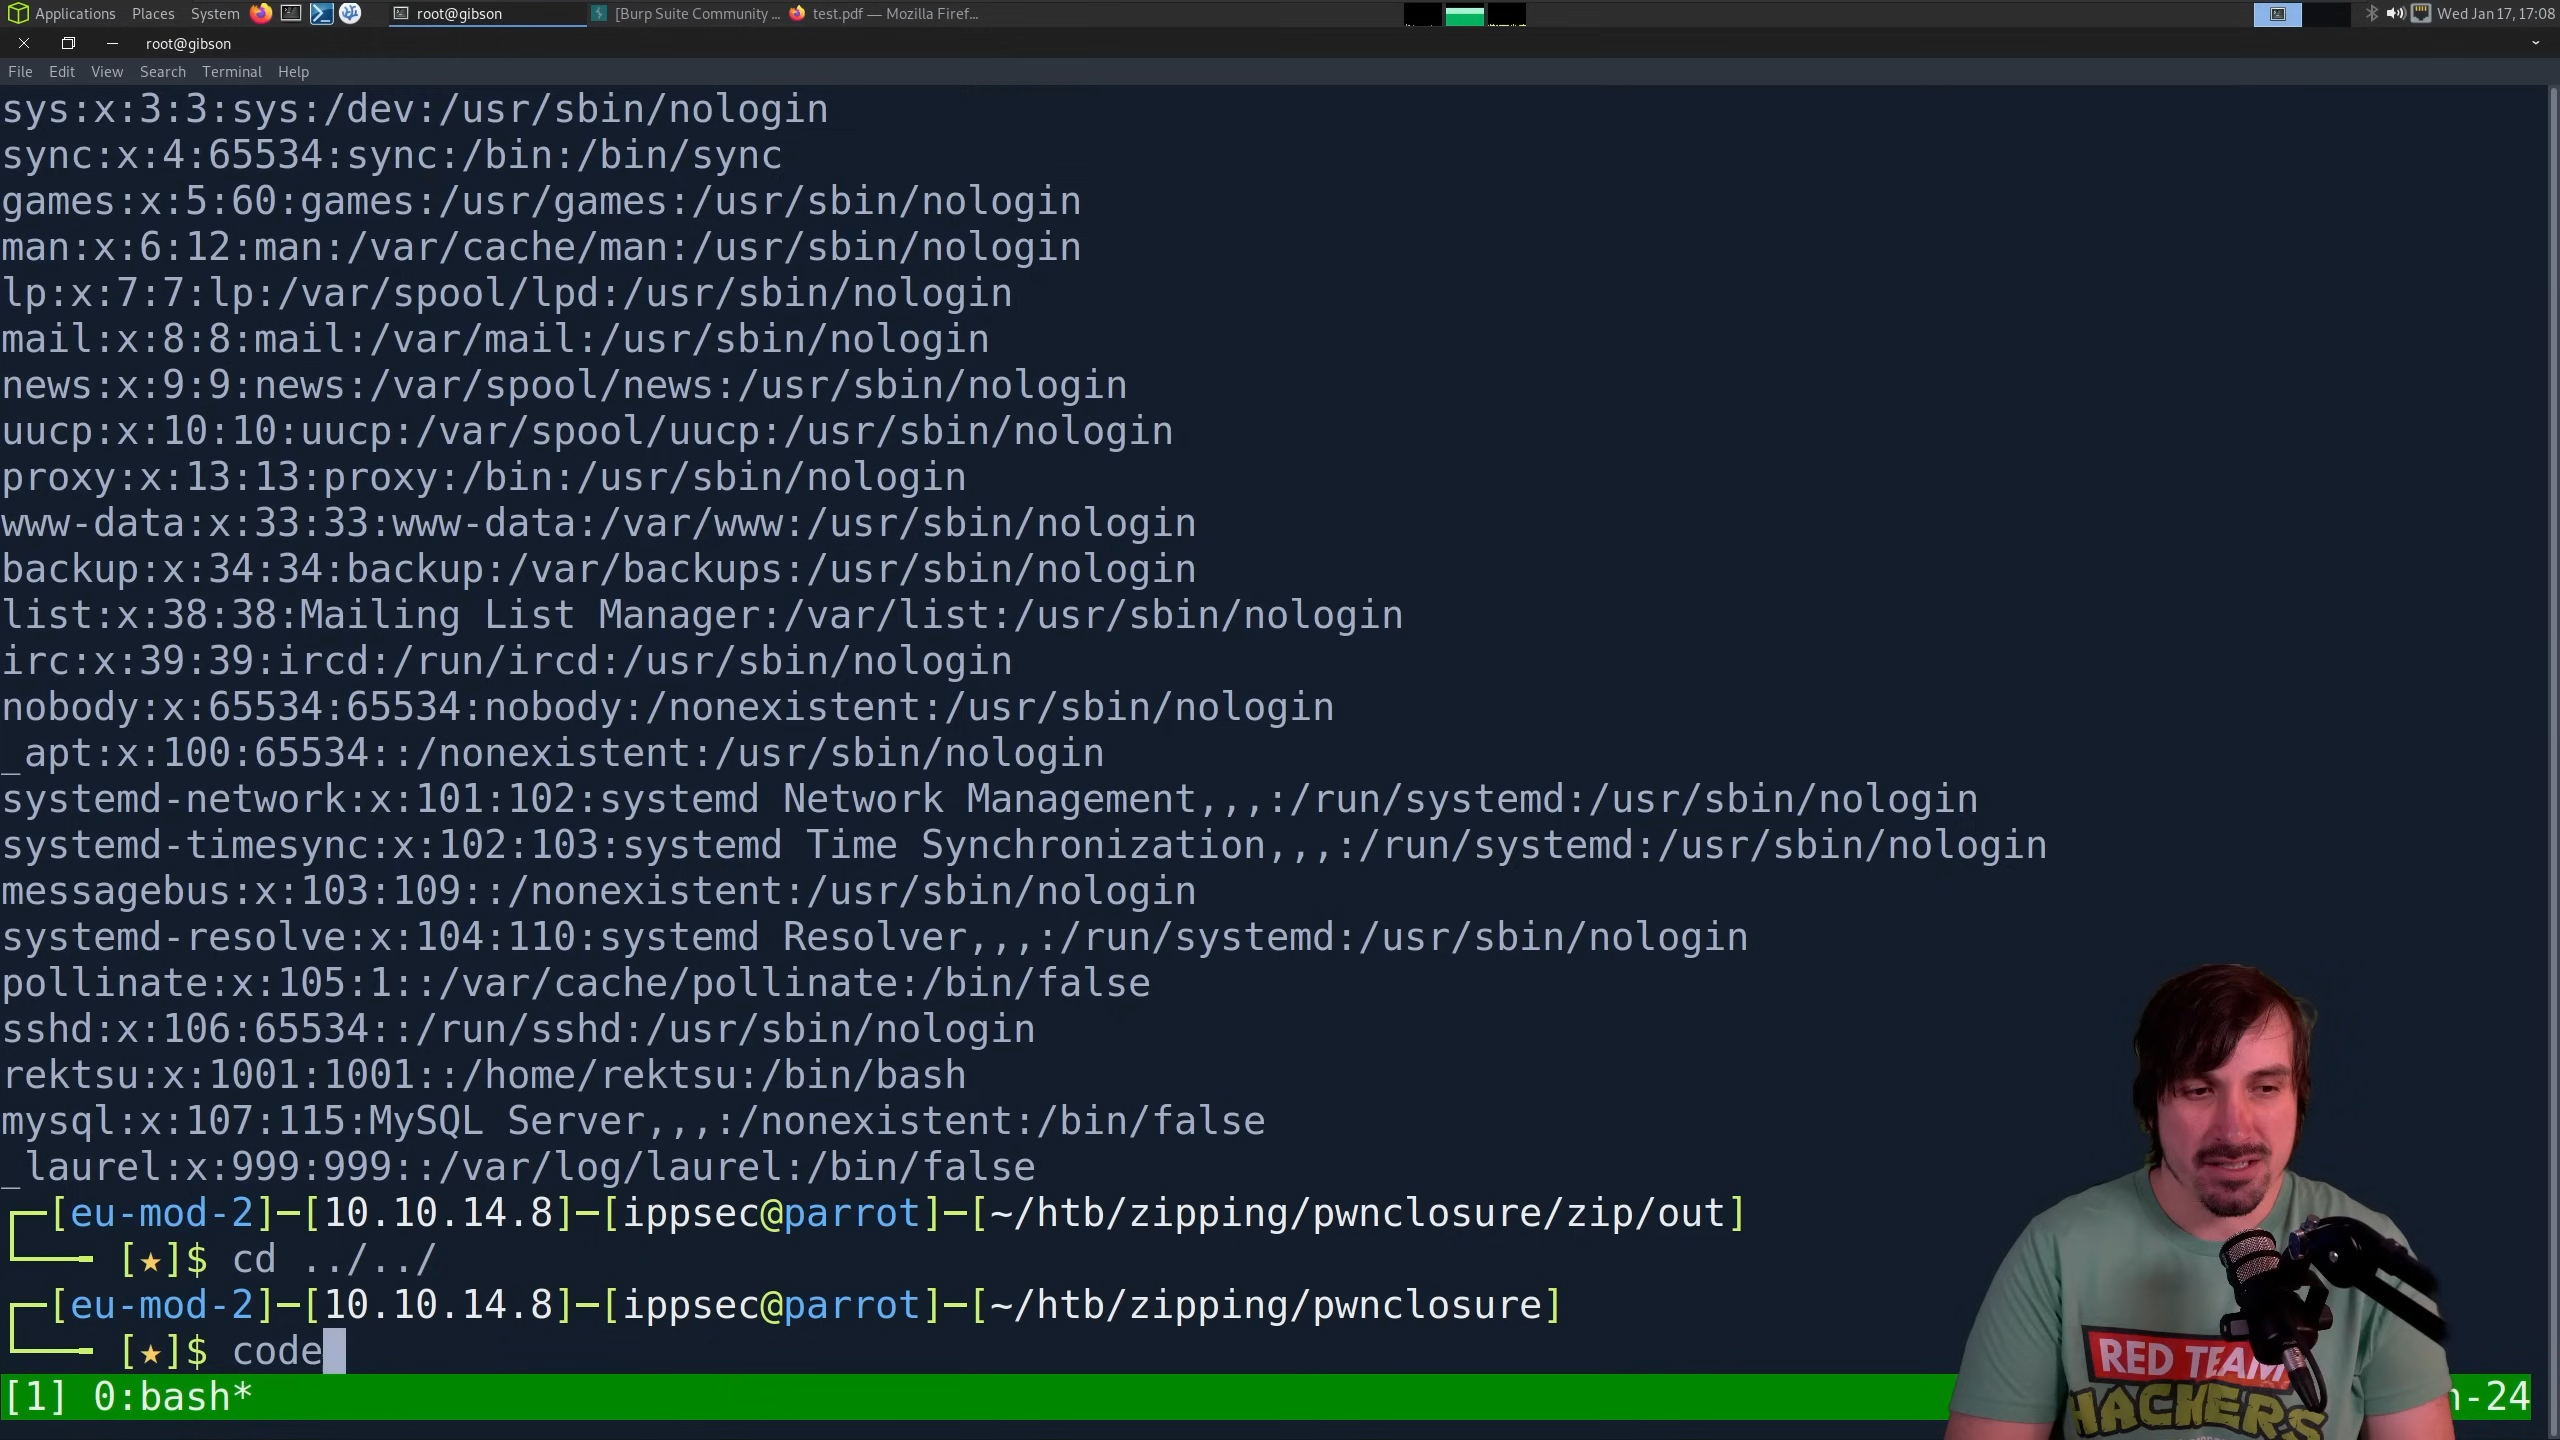 Applications Places System root@gibson [Burp Suite Community ... test.pdf — Mozilla Firef... Wed Jan 17, 17:08
root@gibson
File Edit View Search Terminal Help
sys:x:3:3:sys:/dev:/usr/sbin/nologin
sync:x:4:65534:sync:/bin:/bin/sync
games:x:5:60:games:/usr/games:/usr/sbin/nologin
man:x:6:12:man:/var/cache/man:/usr/sbin/nologin
lp:x:7:7:lp:/var/spool/lpd:/usr/sbin/nologin
mail:x:8:8:mail:/var/mail:/usr/sbin/nologin
news:x:9:9:news:/var/spool/news:/usr/sbin/nologin
uucp:x:10:10:uucp:/var/spool/uucp:/usr/sbin/nologin
proxy:x:13:13:proxy:/bin:/usr/sbin/nologin
www-data:x:33:33:www-data:/var/www:/usr/sbin/nologin
backup:x:34:34:backup:/var/backups:/usr/sbin/nologin
list:x:38:38:Mailing List Manager:/var/list:/usr/sbin/nologin
irc:x:39:39:ircd:/run/ircd:/usr/sbin/nologin
nobody:x:65534:65534:nobody:/nonexistent:/usr/sbin/nologin
_apt:x:100:65534::/nonexistent:/usr/sbin/nologin
systemd-network:x:101:102:systemd Network Management,,,:/run/systemd:/usr/sbin/nologin
systemd-timesync:x:102:103:systemd Time Synchronization,,,:/run/systemd:/usr/sbin/nologin
messagebus:x:103:109::/nonexistent:/usr/sbin/nologin
systemd-resolve:x:104:110:systemd Resolver,,,:/run/systemd:/usr/sbin/nologin
pollinate:x:105:1::/var/cache/pollinate:/bin/false
sshd:x:106:65534::/run/sshd:/usr/sbin/nologin
rektsu:x:1001:1001::/home/rektsu:/bin/bash
mysql:x:107:115:MySQL Server,,,:/nonexistent:/bin/false
_laurel:x:999:999::/var/log/laurel:/bin/false
┌─[eu-mod-2]─[10.10.14.8]─[ippsec@parrot]─[~/htb/zipping/pwnclosure/zip/out]
└──╼ [★]$ cd ../../
┌─[eu-mod-2]─[10.10.14.8]─[ippsec@parrot]─[~/htb/zipping/pwnclosure]
└──╼ [★]$ code
[1] 0:bash* -24
RED TEAM
HACKERS